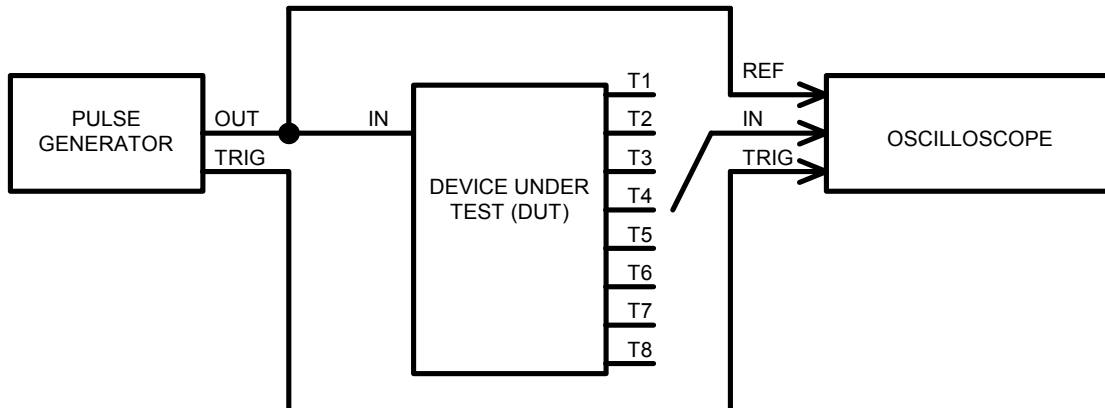 PULSE
GENERATOR
OUT
TRIG
IN
DEVICE UNDER
TEST (DUT)
T1
T2
T3
T4
T5
T6
T7
T8
REF
IN
TRIG
OSCILLOSCOPE